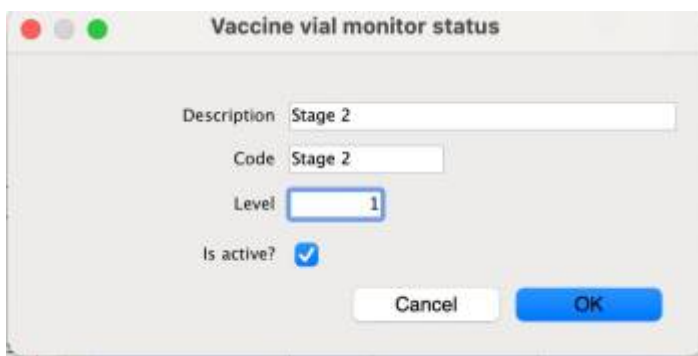 Vaccine vial monitor status
Description Stage 2
Code Stage 2
Level 1
Is active?
Cancel OK